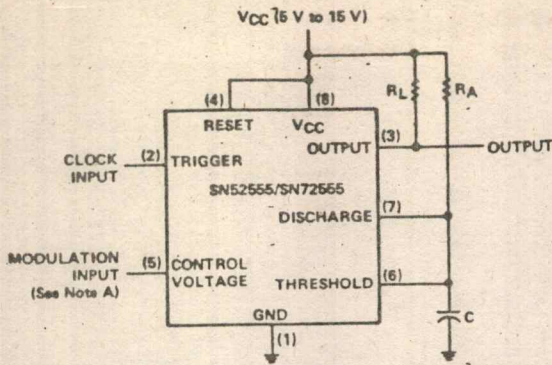 VCC (5 V to 15 V)
RL
RA
(4)
(8)
RESET
VCC
OUTPUT
(3)
OUTPUT
CLOCK
INPUT
(2)
TRIGGER
SN52555/SN72555
DISCHARGE
(7)
MODULATION
INPUT
(See Note A)
(5)
CONTROL
VOLTAGE
THRESHOLD
(6)
GND
(1)
C